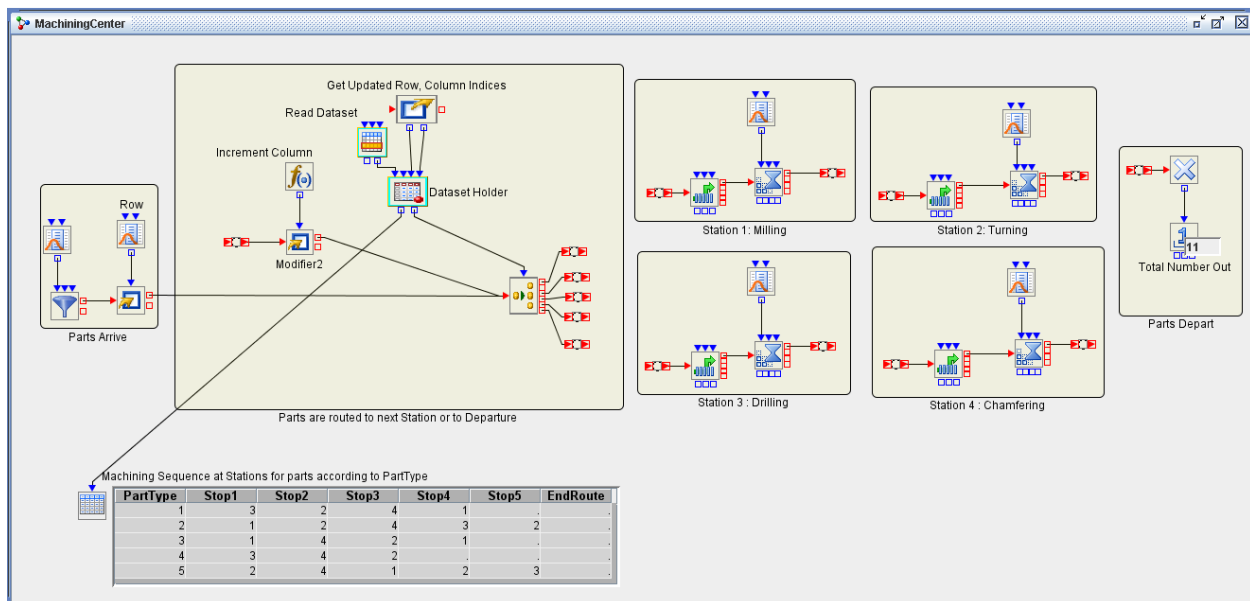 MachiningCenter
Get Updated Row, Column Indices
Read Dataset
Increment Column
Dataset Holder
Row
Modifier2
Parts Arrive
Parts are routed to next Station or to Departure
Station 1: Milling
Station 2: Turning
Station 3 : Drilling
Station 4 : Chamfering
11
Total Number Out
Parts Depart
Machining Sequence at Stations for parts according to PartType
PartType Stop1 Stop2 Stop3 Stop4 Stop5 EndRoute
1 3 2 4 1 . .
2 1 2 4 3 2 .
3 1 4 2 1 . .
4 3 4 2 . . .
5 2 4 1 2 3 .